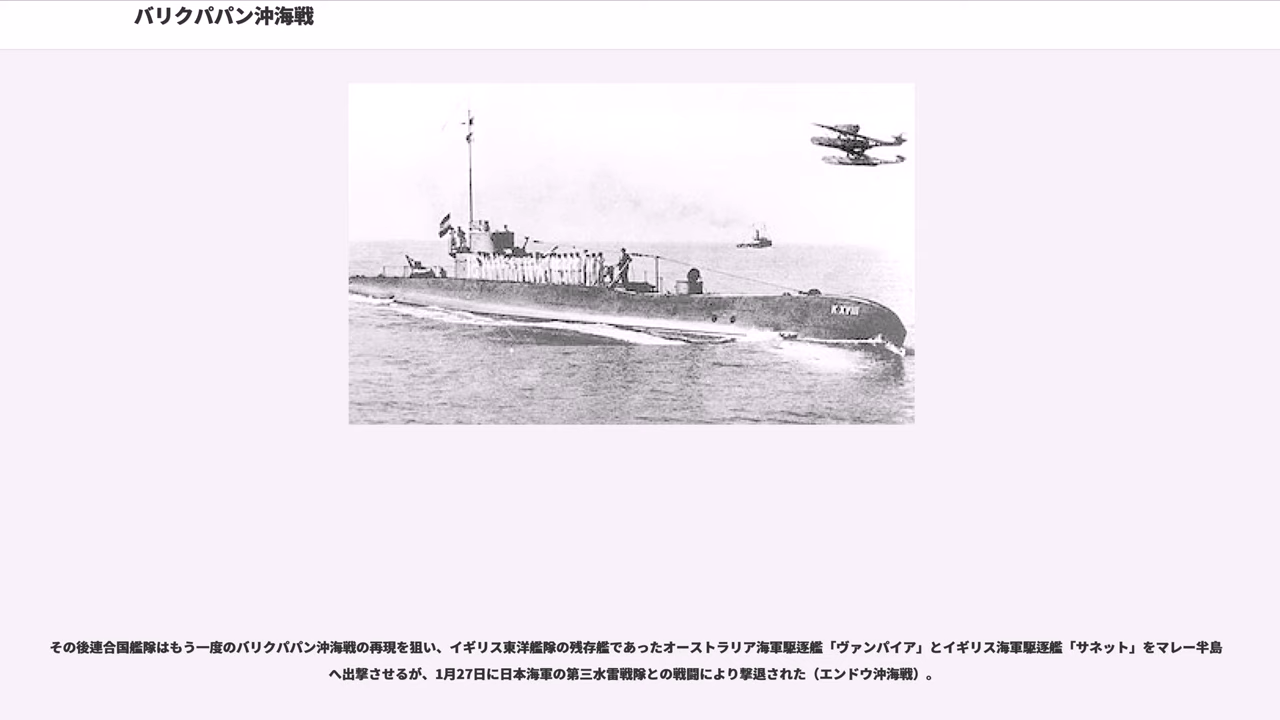 バリクパパン沖海戦
K XVIII
その後連合国艦隊はもう一度のバリクパパン沖海戦の再現を狙い、イギリス東洋艦隊の残存艦であったオーストラリア海軍駆逐艦「ヴァンパイア」とイギリス海軍駆逐艦「サネット」をマレー半島
へ出撃させるが、1月27日に日本海軍の第三水雷戦隊との戦闘により撃退された（エンドウ沖海戦）。